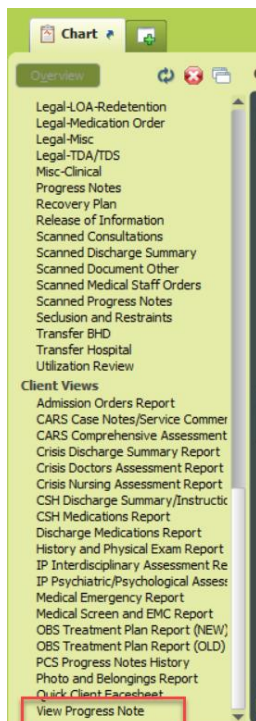 Chart
Overview
Legal-LOA-Redetention
Legal-Medication Order
Legal-Misc
Legal-TDA/TDS
Misc-Clinical
Progress Notes
Recovery Plan
Release of Information
Scanned Consultations
Scanned Discharge Summary
Scanned Document Other
Scanned Medical Staff Orders
Scanned Progress Notes
Seclusion and Restraints
Transfer BHD
Transfer Hospital
Utilization Review
Client Views
Admission Orders Report
CARS Case Notes/Service Commer
CARS Comprehensive Assessment
Crisis Discharge Summary Report
Crisis Doctors Assessment Report
Crisis Nursing Assessment Report
CSH Discharge Summary/Instructic
CSH Medications Report
Discharge Medications Report
History and Physical Exam Report
IP Interdisciplinary Assessment Re
IP Psychiatric/Psychological Assess
Medical Emergency Report
Medical Screen and EMC Report
OBS Treatment Plan Report (NEW)
OBS Treatment Plan Report (OLD)
PCS Progress Notes History
Photo and Belongings Report
Quick Client Facesheet
View Progress Note